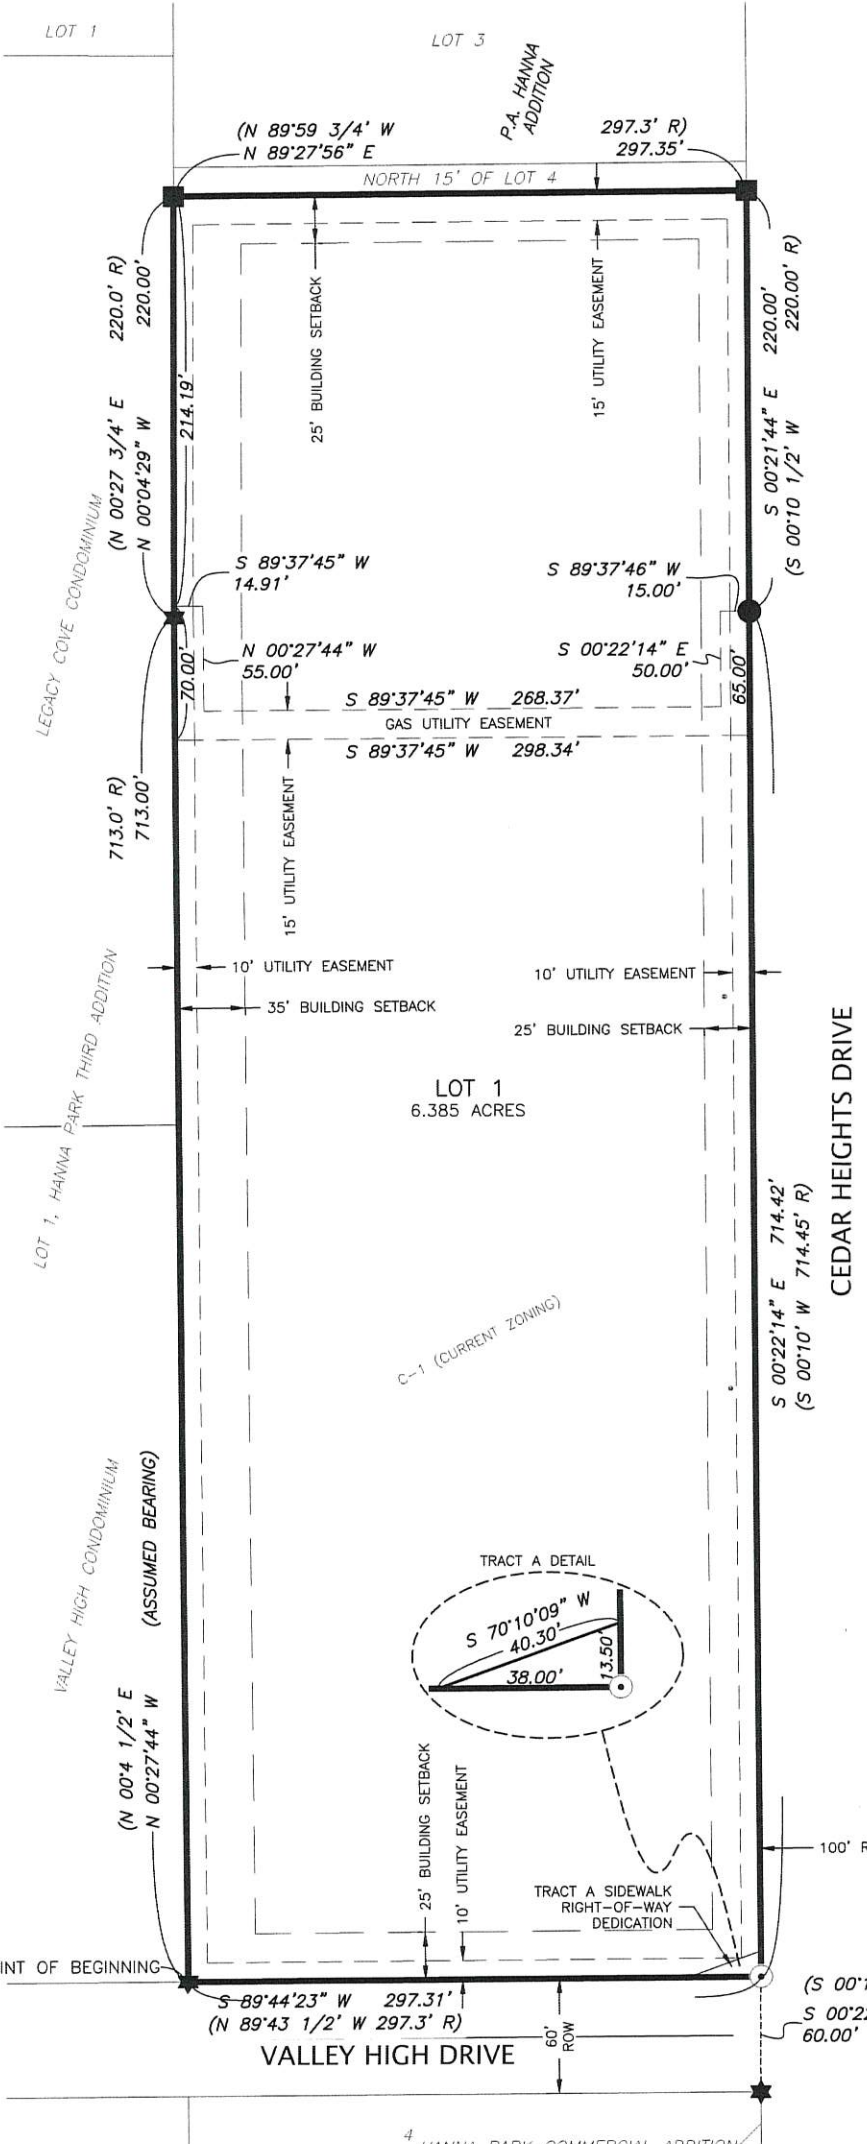 LOT 1
LOT 3
P.A. HANNA
ADDITION
(N 89°59 3/4' W 297.3' R)
N 89°27'56" E 297.35'
NORTH 15' OF LOT 4
220.0' R)
220.00'
(N 00°27 3/4' E
N 00°04'29" W
214.19'
25' BUILDING SETBACK
15' UTILITY EASEMENT
220.00'
220.00' R)
S 00°21'44" E
(S 00°10 1/2' W
LEGACY COVE CONDOMINIUM
S 89°37'45" W
14.91'
S 89°37'46" W
15.00'
N 00°27'44" W
55.00'
S 00°22'14" E
50.00'
70.00'
65.00'
S 89°37'45" W 268.37'
GAS UTILITY EASEMENT
S 89°37'45" W 298.34'
713.0' R)
713.00'
15' UTILITY EASEMENT
10' UTILITY EASEMENT
10' UTILITY EASEMENT
35' BUILDING SETBACK
25' BUILDING SETBACK
LOT 1, HANNA PARK THIRD ADDITION
LOT 1
6.385 ACRES
CEDAR HEIGHTS DRIVE
S 00°22'14" E 714.42'
(S 00°10' W 714.45' R)
C-1 (CURRENT ZONING)
VALLEY HIGH CONDOMINIUM
(ASSUMED BEARING)
(N 00°4 1/2' E
N 00°27'44" W
TRACT A DETAIL
S 70°10'09" W
40.30'
13.50'
38.00'
25' BUILDING SETBACK
10' UTILITY EASEMENT
100' R
TRACT A SIDEWALK
RIGHT-OF-WAY
DEDICATION
INT OF BEGINNING
S 89°44'23" W 297.31'
(N 89°43 1/2' W 297.3' R)
(S 00°1
S 00°22
60.00'
60'
ROW
VALLEY HIGH DRIVE
4
HANNA PARK COMMERCIAL ADDITION